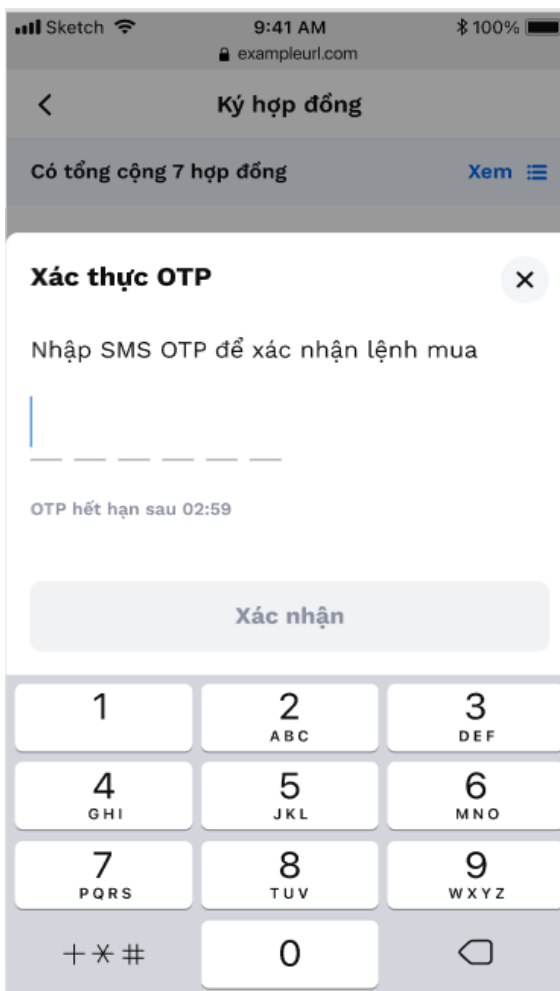 Sketch 9:41 AM 100%
exampleurl.com
Ký hợp đồng
Có tổng cộng 7 hợp đồng Xem
Xác thực OTP
Nhập SMS OTP để xác nhận lệnh mua
OTP hết hạn sau 02:59
Xác nhận
1 2 3
ABC DEF
4 5 6
GHI JKL MNO
7 8 9
PQRS TUV WXYZ
+*# 0